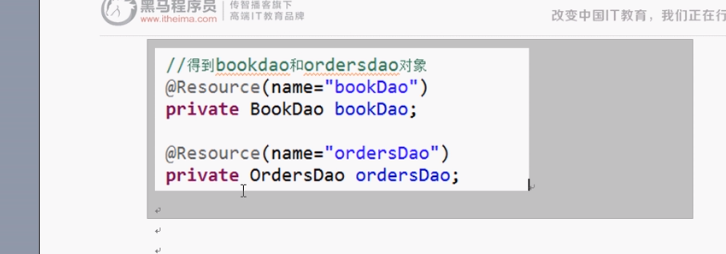 黑马程序员
www.itheima.com
传智播客旗下
高端IT教育品牌
改变中国IT教育，我们正在行
//得到bookdao和ordersdao对象
@Resource(name="bookDao")
private BookDao bookDao;
@Resource(name="ordersDao")
private OrdersDao ordersDao;